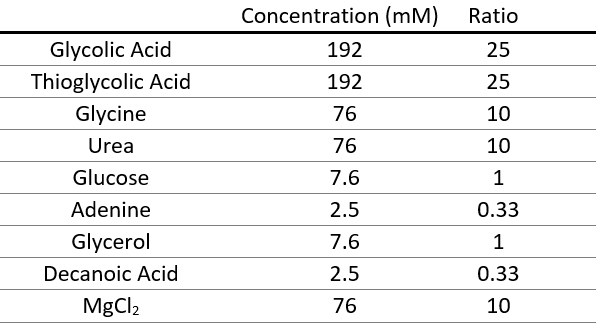 Concentration (mM) Ratio
Glycolic Acid 192 25
Thioglycolic Acid 192 25
Glycine 76 10
Urea 76 10
Glucose 7.6 1
Adenine 2.5 0.33
Glycerol 7.6 1
Decanoic Acid 2.5 0.33
MgCl₂ 76 10